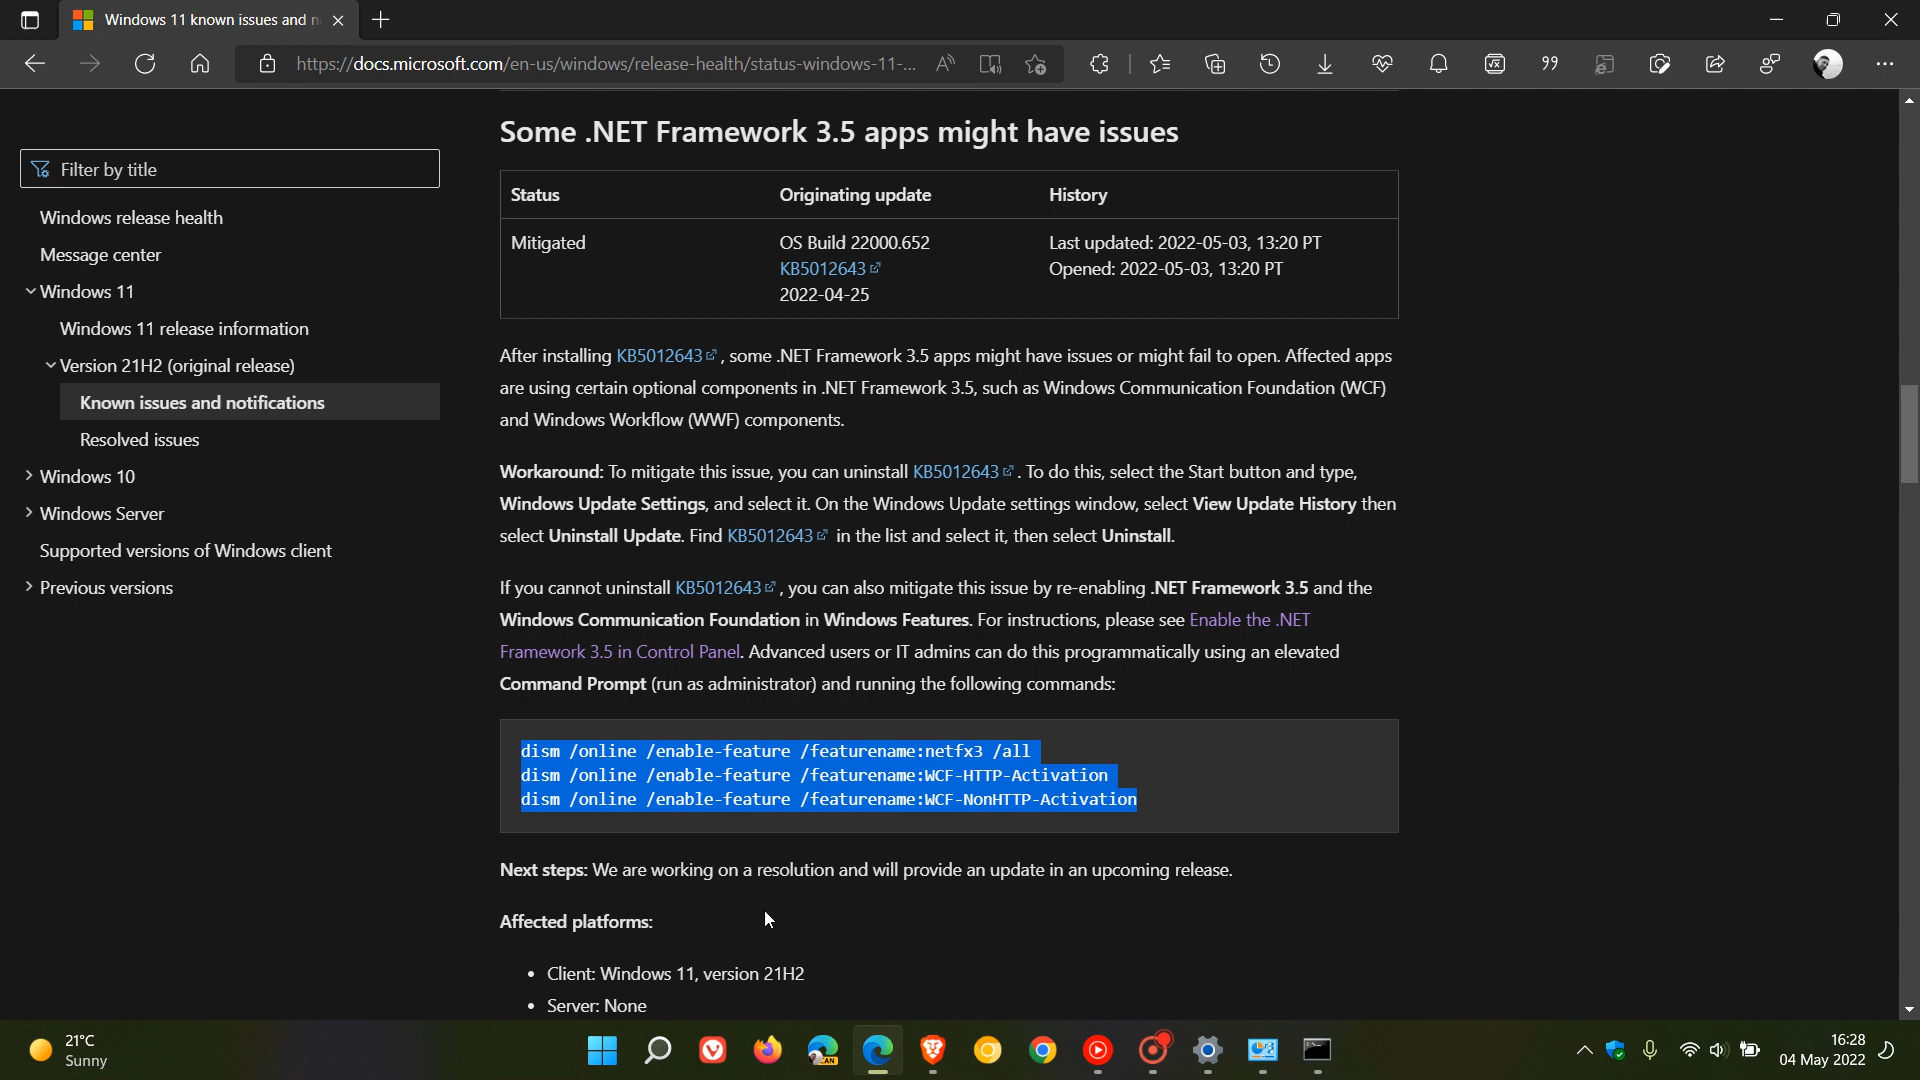 Windows 11 known issues and n
https://docs.microsoft.com/en-us/windows/release-health/status-windows-11-...
Filter by title
Windows release health
Message center
Windows 11
Windows 11 release information
Version 21H2 (original release)
Known issues and notifications
Resolved issues
Windows 10
Windows Server
Supported versions of Windows client
Previous versions
Some .NET Framework 3.5 apps might have issues
Status Originating update History
Mitigated OS Build 22000.652 Last updated: 2022-05-03, 13:20 PT
KB5012643 Opened: 2022-05-03, 13:20 PT
2022-04-25
After installing KB5012643 , some .NET Framework 3.5 apps might have issues or might fail to open. Affected apps
are using certain optional components in .NET Framework 3.5, such as Windows Communication Foundation (WCF)
and Windows Workflow (WWF) components.
Workaround: To mitigate this issue, you can uninstall KB5012643 . To do this, select the Start button and type,
Windows Update Settings, and select it. On the Windows Update settings window, select View Update History then
select Uninstall Update. Find KB5012643 in the list and select it, then select Uninstall.
If you cannot uninstall KB5012643 , you can also mitigate this issue by re-enabling .NET Framework 3.5 and the
Windows Communication Foundation in Windows Features. For instructions, please see Enable the .NET
Framework 3.5 in Control Panel. Advanced users or IT admins can do this programmatically using an elevated
Command Prompt (run as administrator) and running the following commands:
dism /online /enable-feature /featurename:netfx3 /all
dism /online /enable-feature /featurename:WCF-HTTP-Activation
dism /online /enable-feature /featurename:WCF-NonHTTP-Activation
Next steps: We are working on a resolution and will provide an update in an upcoming release.
Affected platforms:
• Client: Windows 11, version 21H2
• Server: None
21°C
Sunny
CAN
16:28
04 May 2022